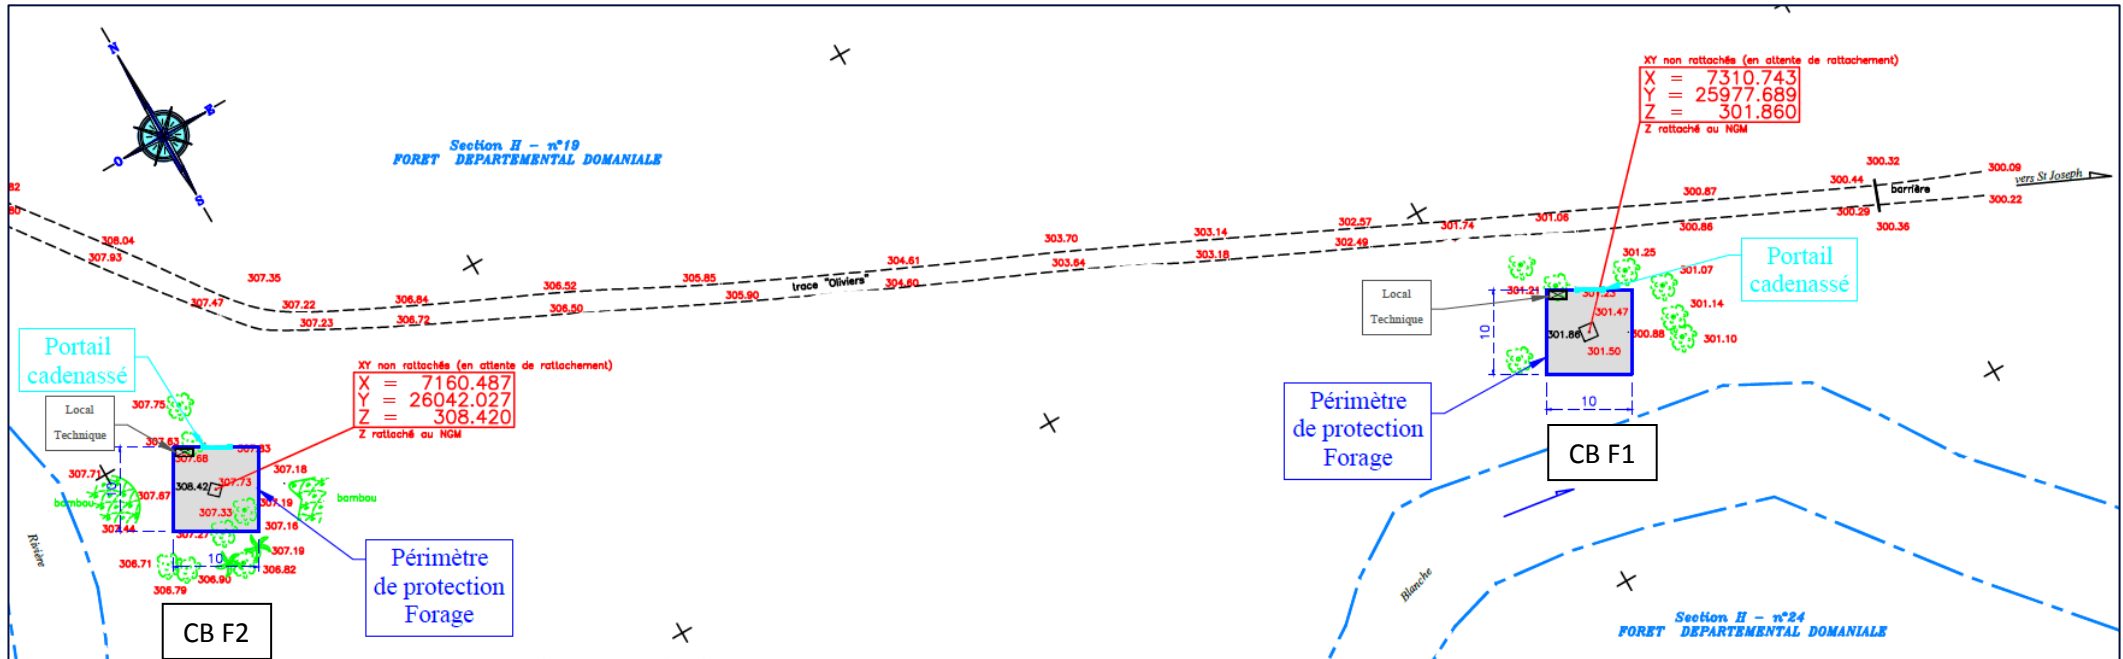 N
E
O
S
Section H - n°19
FORET DEPARTEMENTAL DOMANIALE
XY non rattachés (en attente de rattachement)
X = 7310.743
Y = 25977.689
Z = 301.860
Z rattaché au NGM
300.32
300.44
300.09
vers St Joseph
barrière
300.87
300.29
300.22
300.36
300.86
301.06
302.57
301.74
303.14
302.49
303.70
303.18
304.61
303.64
305.85
304.60
trace "Oliviers"
306.52
305.90
306.84
306.50
307.22
306.72
307.35
307.23
308.04
307.47
307.93
82
80
Portail
cadenassé
301.25
301.07
301.14
301.10
301.21
301.23
301.47
301.86
300.88
301.50
Local
Technique
10
10
Périmètre
de protection
Forage
CB F1
Portail
cadenassé
Local
Technique
XY non rattachés (en attente de rattachement)
X = 7160.487
Y = 26042.027
Z = 308.420
Z rattaché au NGM
307.75
307.63
307.68
307.71
307.18
307.73
308.42
307.67
307.19
bambou
bambou
307.33
307.16
307.44
307.27
307.19
306.71
306.82
306.90
306.79
10
Périmètre
de protection
Forage
CB F2
Rivière
Blanche
Section H - n°24
FORET DEPARTEMENTAL DOMANIALE